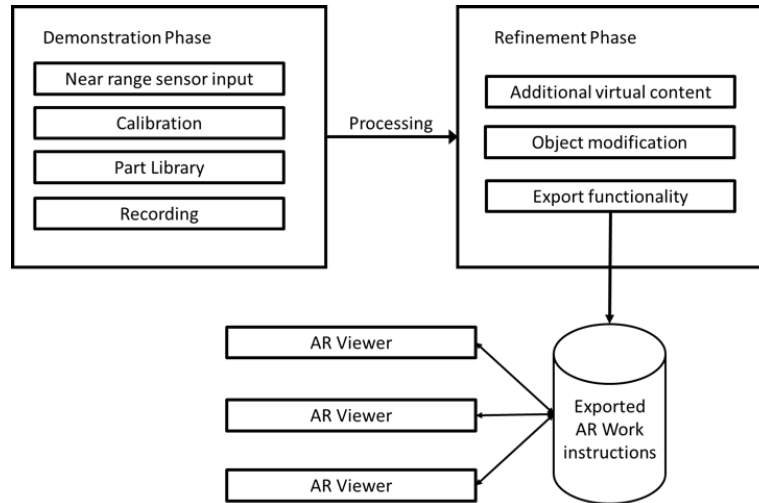 Demonstration Phase
Near range sensor input
Calibration
Part Library
Recording
Processing
Refinement Phase
Additional virtual content
Object modification
Export functionality
AR Viewer
AR Viewer
AR Viewer
Exported
AR Work
instructions